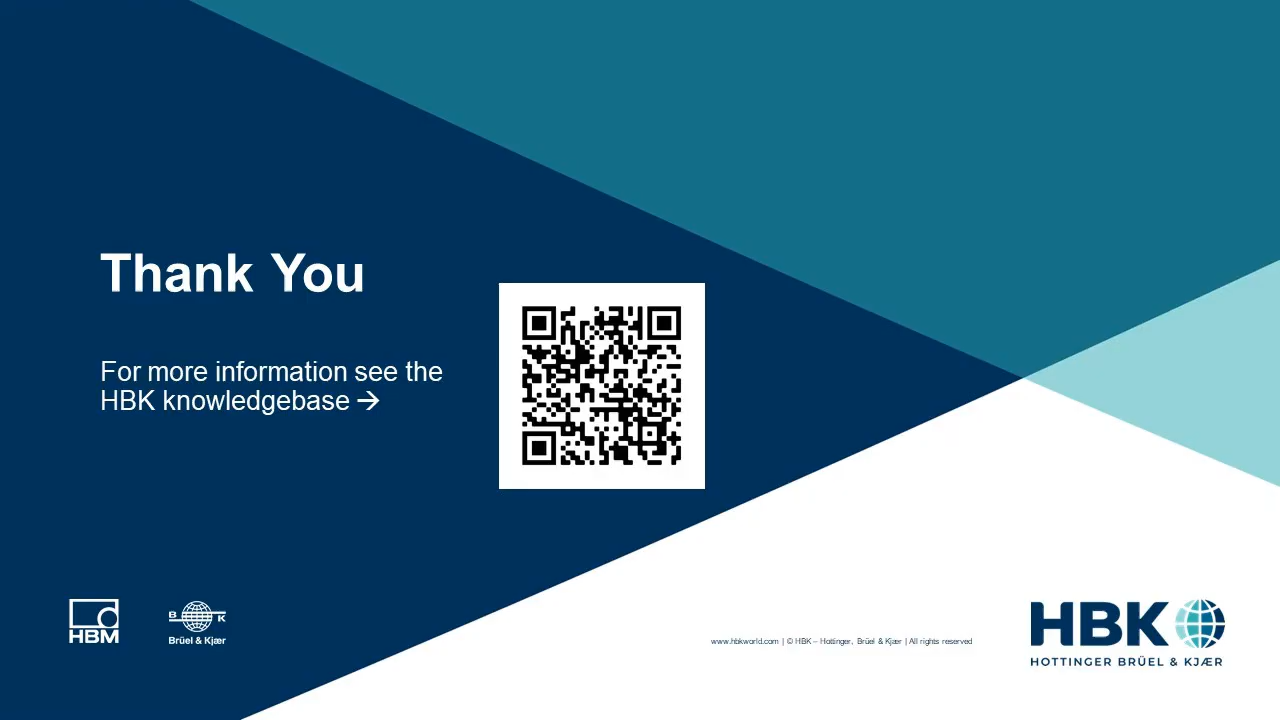 Thank You
For more information see the
HBK knowledgebase →
HBM
B K
Brüel & Kjær
www.hbkworld.com | © HBK – Hottinger, Brüel & Kjær | All rights reserved
HBK
HOTTINGER BRÜEL & KJÆR